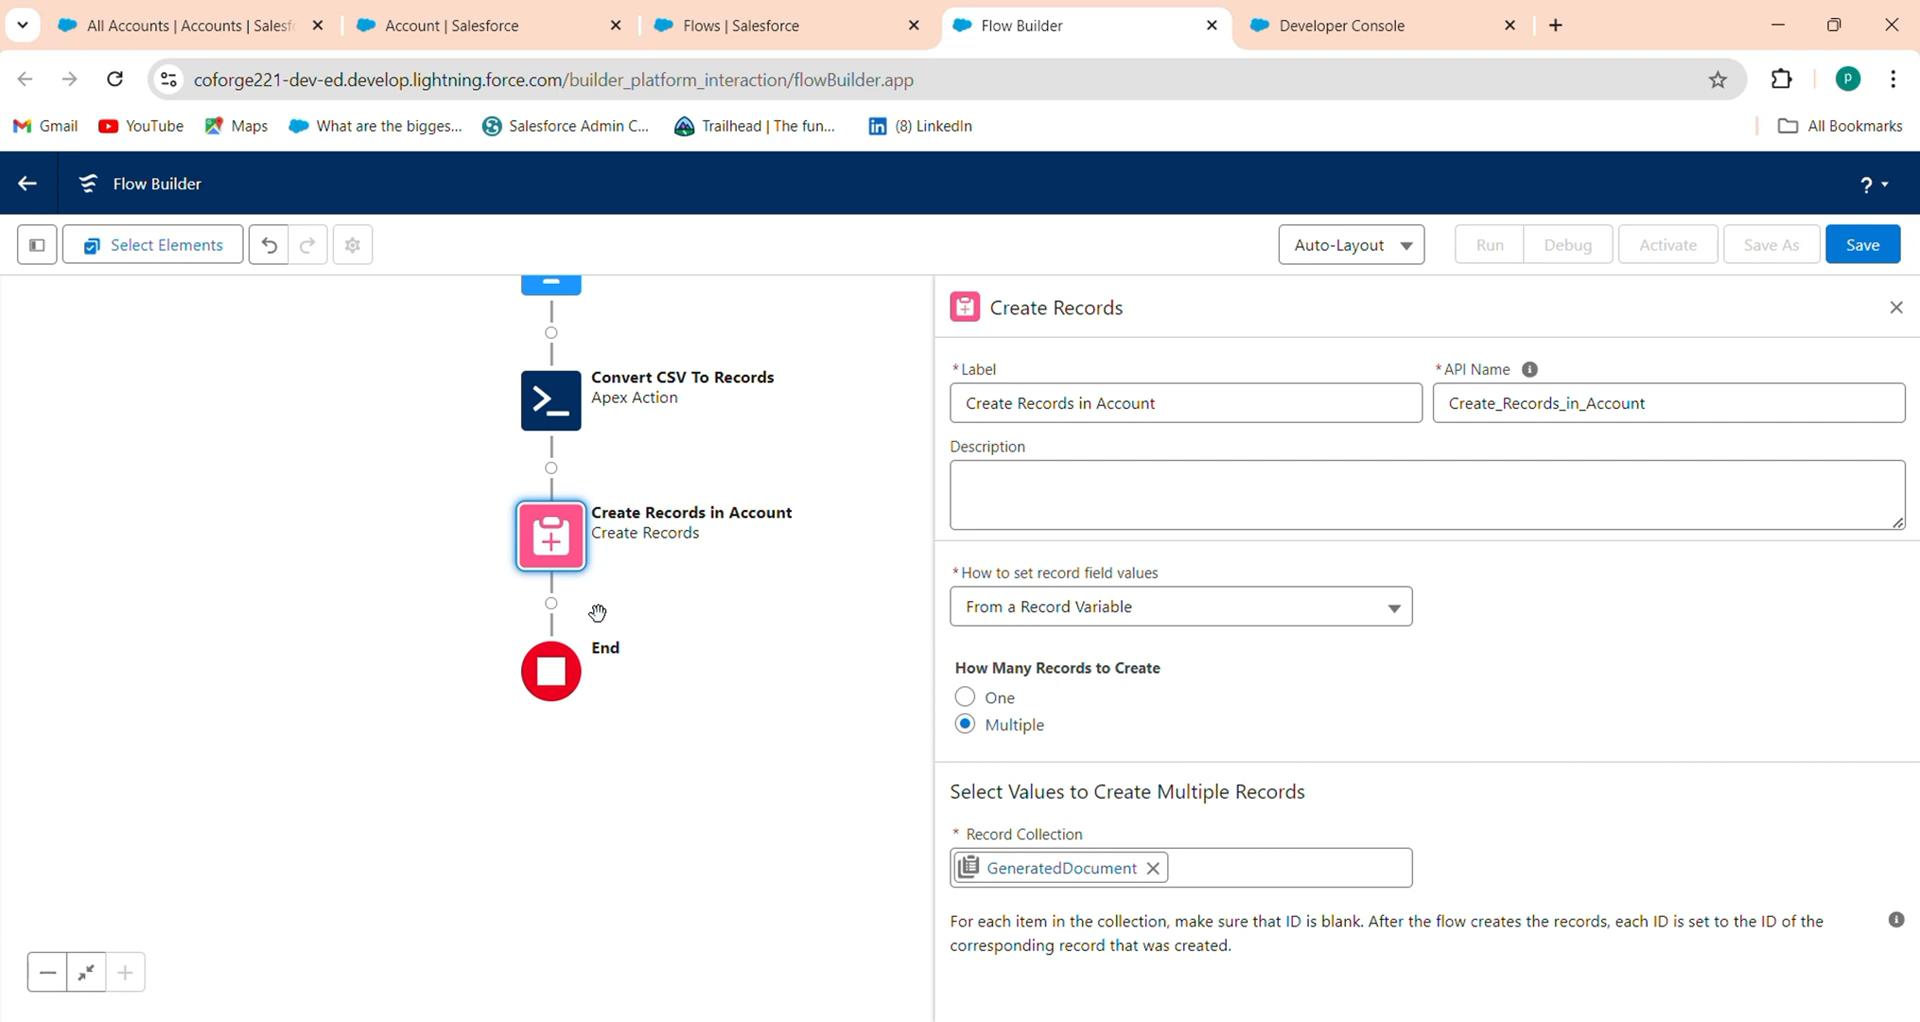 All Accounts | Accounts | Salesf
Account | Salesforce
Flows | Salesforce
Flow Builder
Developer Console
coforge221-dev-ed.develop.lightning.force.com/builder_platform_interaction/flowBuilder.app
P
Gmail
YouTube
Maps
What are the bigges...
Salesforce Admin C...
Trailhead | The fun...
(8) LinkedIn
All Bookmarks
Flow Builder
?
Select Elements
Auto-Layout
Run
Debug
Activate
Save As
Save
Convert CSV To Records
Apex Action
Create Records in Account
Create Records
End
Create Records
*Label
*API Name
Create Records in Account
Create_Records_in_Account
Description
*How to set record field values
From a Record Variable
How Many Records to Create
One
Multiple
Select Values to Create Multiple Records
* Record Collection
GeneratedDocument
For each item in the collection, make sure that ID is blank. After the flow creates the records, each ID is set to the ID of the
corresponding record that was created.